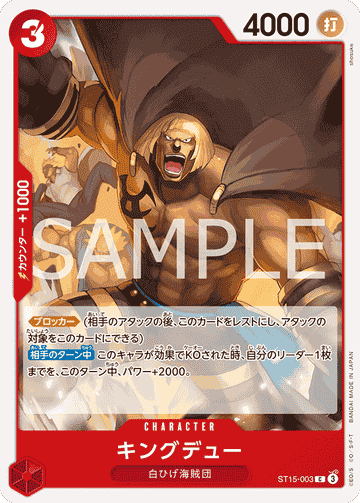 3
4000
打
shosuke
カウンター +1000
SAMPLE
ブロッカー (相手のアタックの後、このカードをレストにし、アタックの
対象をこのカードにできる)
相手のターン中 このキャラが効果でKOされた時、自分のリーダー1枚
までを、このターン中、パワー+2000。
CHARACTER
キングデュー
白ひげ海賊団
ST15-003 C 3
©E.O/S. ©O./S·F·T BANDAI MADE IN JAPAN